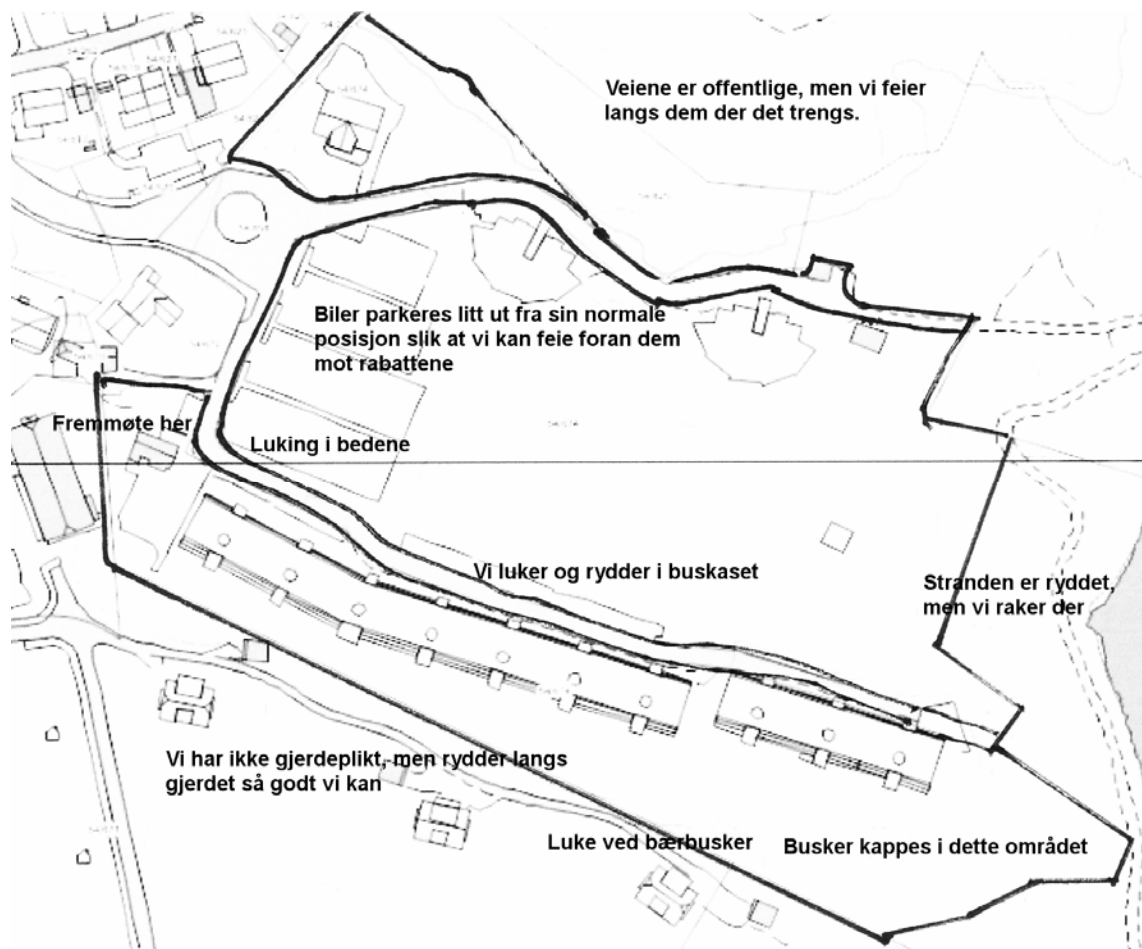 Veiene er offentlige, men vi feier
langs dem der det trengs.
Biler parkeres litt ut fra sin normale
posisjon slik at vi kan feie foran dem
mot rabattene
Fremmøte her
Luking i bedene
Vi luker og rydder i buskaset
Stranden er ryddet,
men vi raker der
Vi har ikke gjerdeplikt, men rydder langs
gjerdet så godt vi kan
Luke ved bærbusker
Busker kappes i dette området